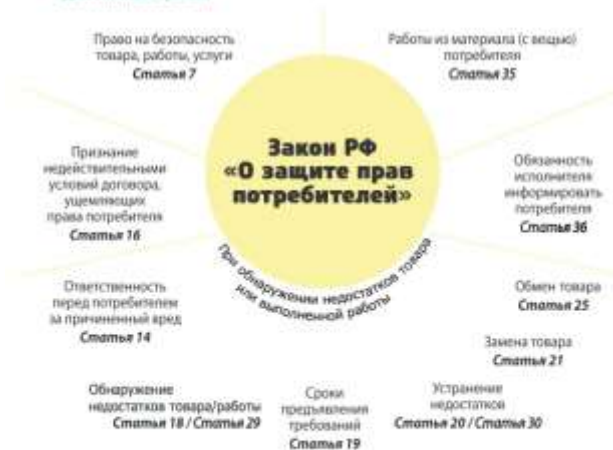 Право на безопасность
товара, работы, услуги
Статья 7
Работы из материала (с вещью)
потребителя
Статья 35
Закон РФ
«О защите прав
потребителей»
Признание
недействительными
условий договора,
ущемляющих
права потребителя
Статья 16
Обязанность
исполнителя
информировать
потребителя
Статья 36
При обнаружении недостатков товара
или выполненной работы
Ответственность
перед потребителем
за причинённый вред
Статья 14
Обмен товара
Статья 25
Замена товара
Статья 21
Обнаружение
недостатков товара/работы
Статья 18 / Статья 29
Сроки
предъявления
требований
Статья 19
Устранение
недостатков
Статья 20 / Статья 30